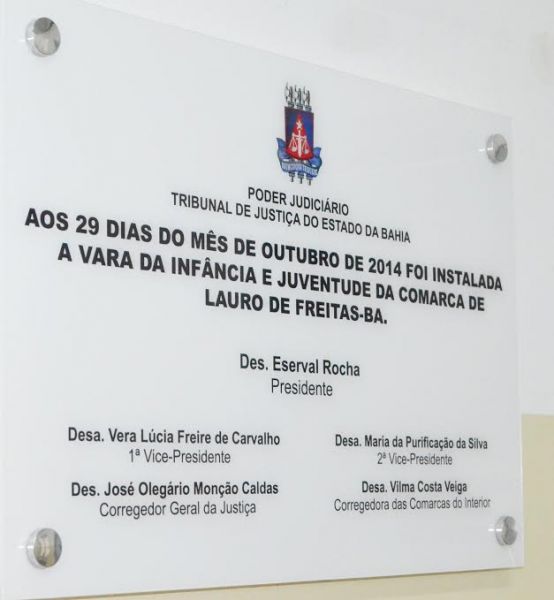 PODER JUDICIÁRIO
TRIBUNAL DE JUSTIÇA DO ESTADO DA BAHIA
AOS 29 DIAS DO MÊS DE OUTUBRO DE 2014 FOI INSTALADA
A VARA DA INFÂNCIA E JUVENTUDE DA COMARCA DE
LAURO DE FREITAS-BA.
Des. Eserval Rocha
Presidente
Desa. Vera Lúcia Freire de Carvalho
1ª Vice-Presidente
Desa. Maria da Purificação da Silva
2ª Vice-Presidente
Des. José Olegário Monção Caldas
Corregedor Geral da Justiça
Desa. Vilma Costa Veiga
Corregedora das Comarcas do Interior